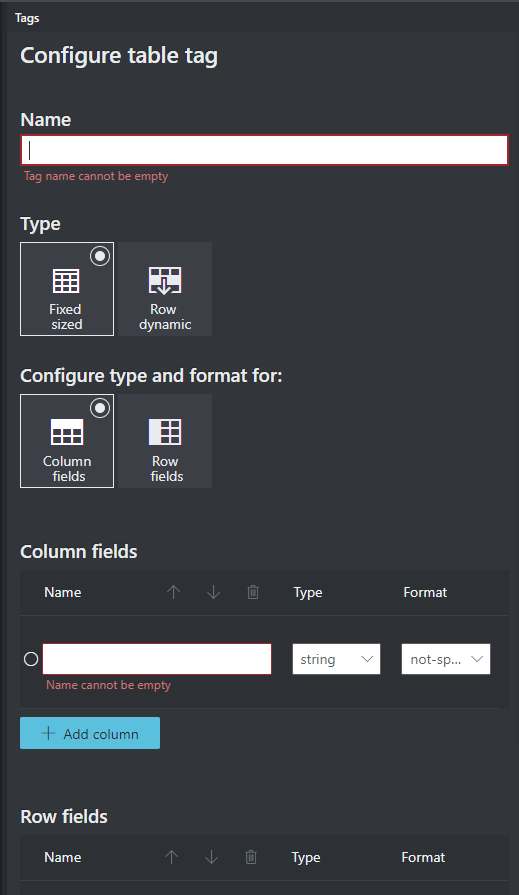 Tags
Configure table tag
Name
Tag name cannot be empty
Type
Fixed
sized
Row
dynamic
Configure type and format for:
Column
fields
Row
fields
Column fields
Name Type Format
string not-sp...
Name cannot be empty
Add column
Row fields
Name Type Format